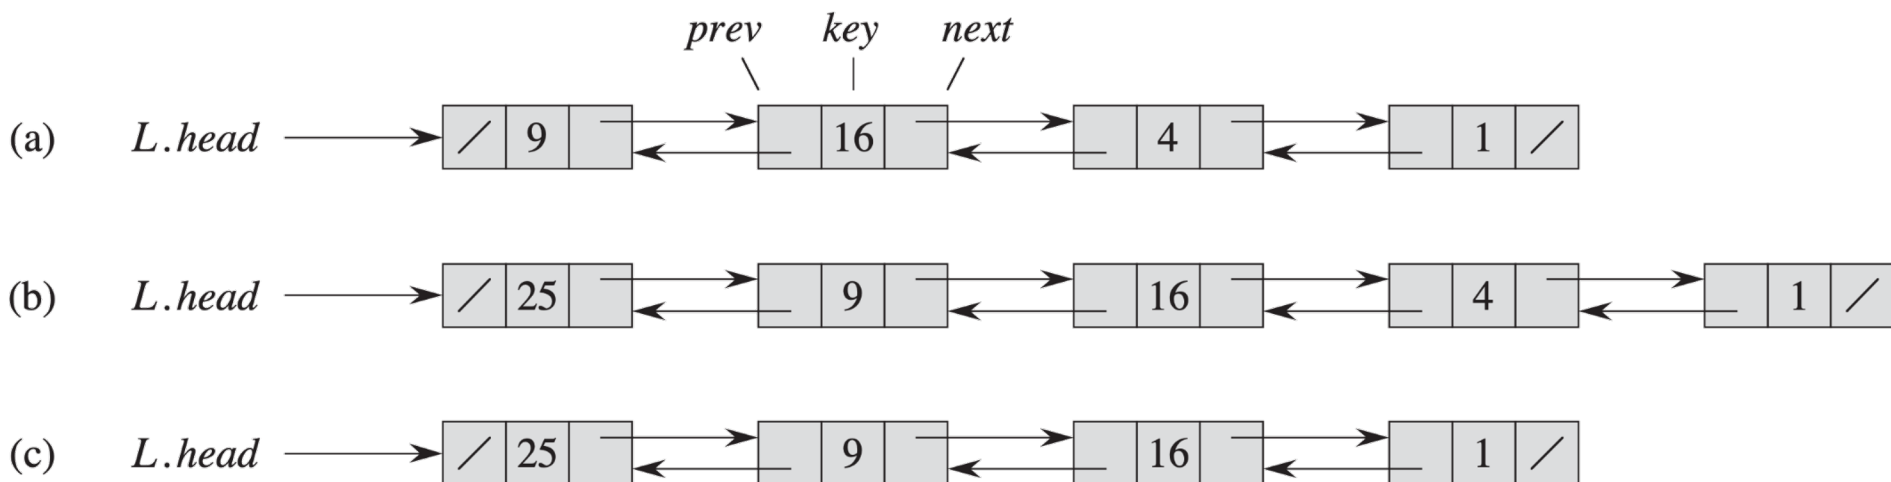 prev key next
(a) L.head / 9 16 4 1 /
(b) L.head / 25 9 16 4 1 /
(c) L.head / 25 9 16 1 /